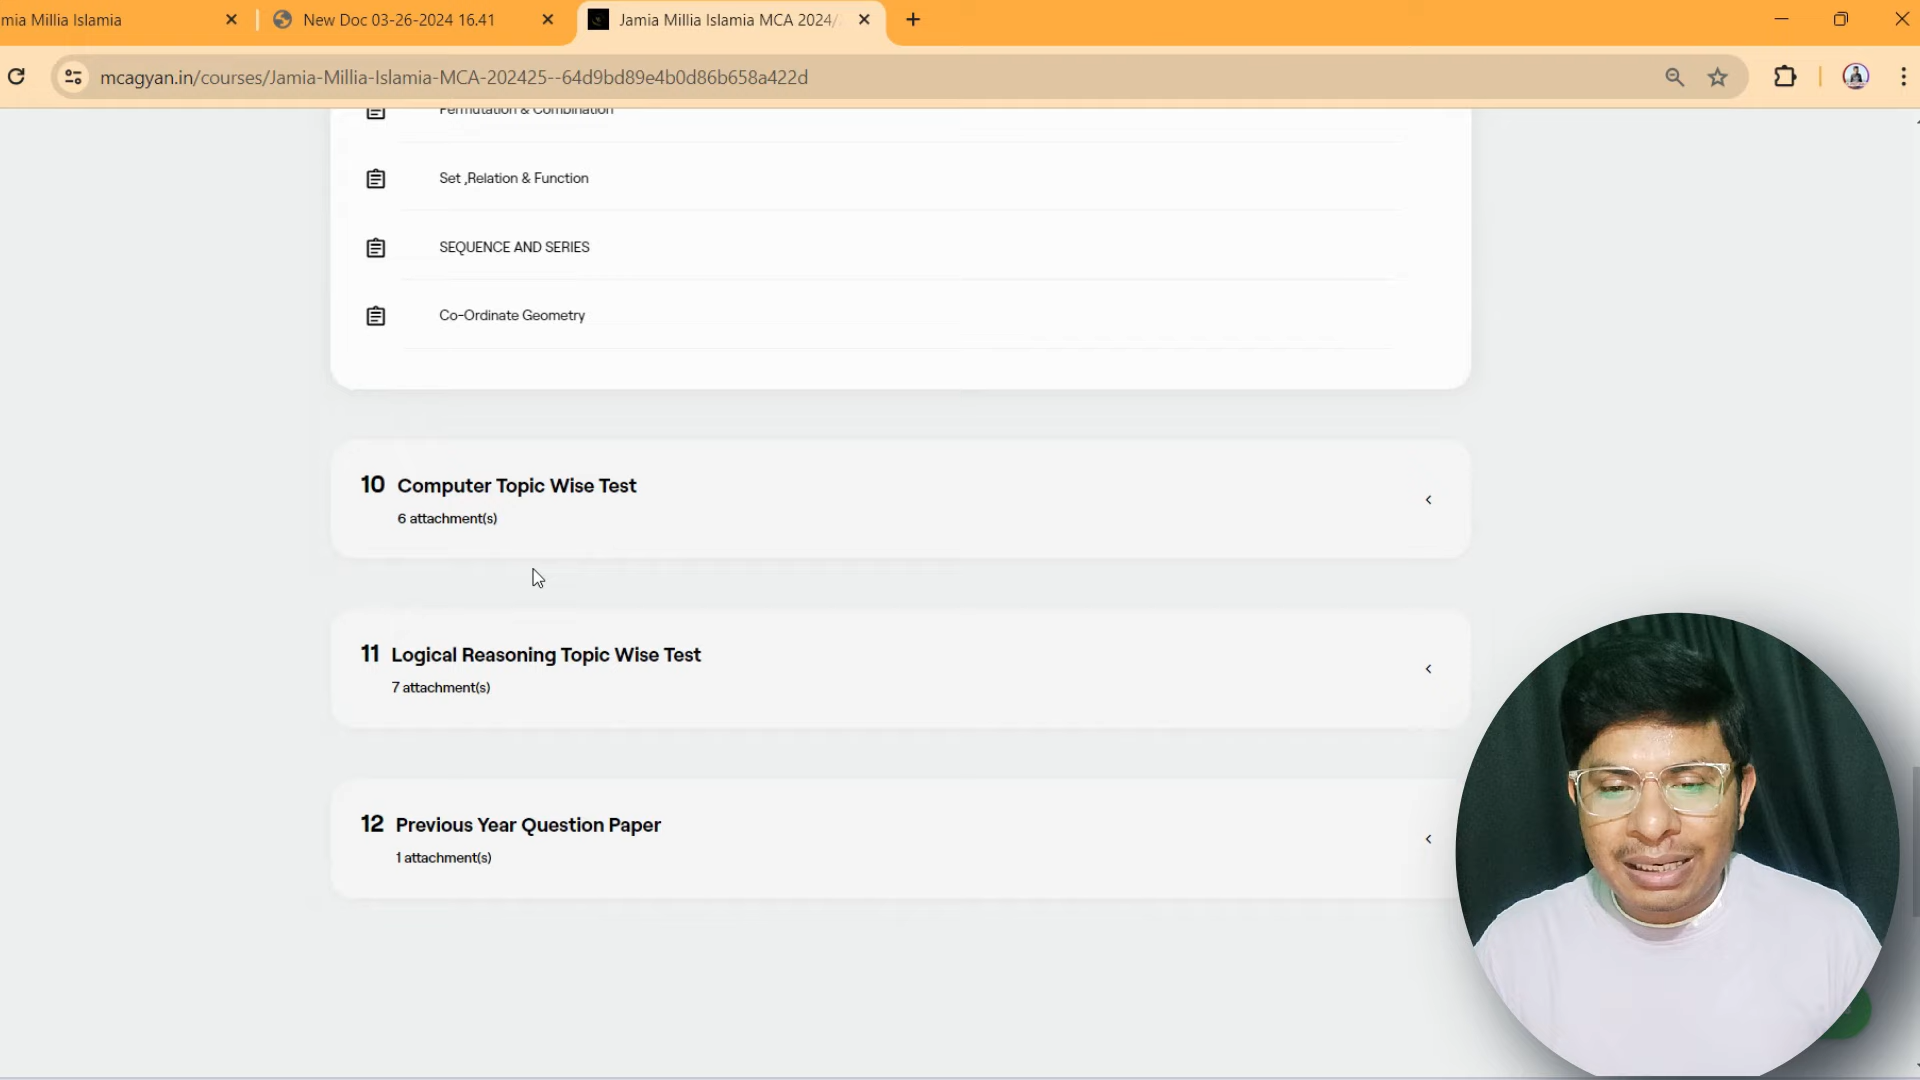 mia Millia Islamia
New Doc 03-26-2024 16.41
Jamia Millia Islamia MCA 2024/
mcagyan.in/courses/Jamia-Millia-Islamia-MCA-202425--64d9bd89e4b0d86b658a422d
Permutation & Combination
Set ,Relation & Function
SEQUENCE AND SERIES
Co-Ordinate Geometry
10 Computer Topic Wise Test
6 attachment(s)
11 Logical Reasoning Topic Wise Test
7 attachment(s)
12 Previous Year Question Paper
1 attachment(s)